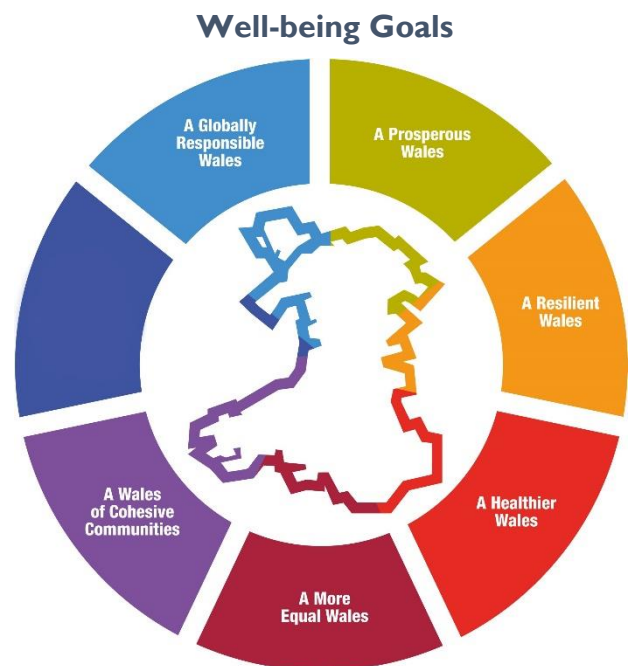 Well-being Goals
A Globally
Responsible
Wales
A Prosperous
Wales
A Resilient
Wales
A Healthier
Wales
A More
Equal Wales
A Wales
of Cohesive
Communities